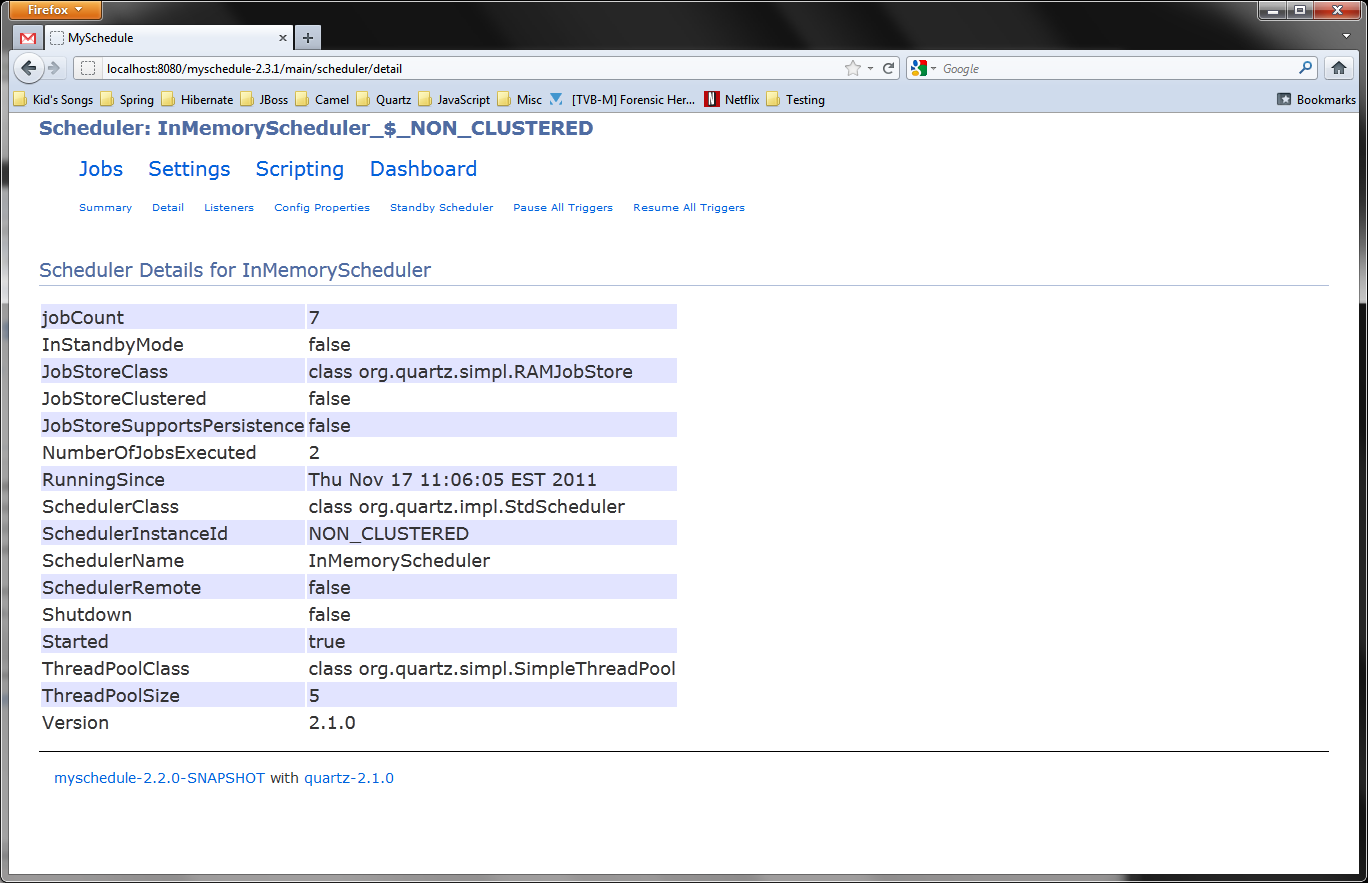 Firefox
MySchedule
localhost:8080/myschedule-2.3.1/main/scheduler/detail
Google
Kid's Songs Spring Hibernate JBoss Camel Quartz JavaScript Misc [TVB-M] Forensic Her... Netflix Testing Bookmarks
Scheduler: InMemoryScheduler_$_NON_CLUSTERED
Jobs Settings Scripting Dashboard
Summary Detail Listeners Config Properties Standby Scheduler Pause All Triggers Resume All Triggers
Scheduler Details for InMemoryScheduler
jobCount 7
InStandbyMode false
JobStoreClass class org.quartz.simpl.RAMJobStore
JobStoreClustered false
JobStoreSupportsPersistence false
NumberOfJobsExecuted 2
RunningSince Thu Nov 17 11:06:05 EST 2011
SchedulerClass class org.quartz.impl.StdScheduler
SchedulerInstanceId NON_CLUSTERED
SchedulerName InMemoryScheduler
SchedulerRemote false
Shutdown false
Started true
ThreadPoolClass class org.quartz.simpl.SimpleThreadPool
ThreadPoolSize 5
Version 2.1.0
myschedule-2.2.0-SNAPSHOT with quartz-2.1.0